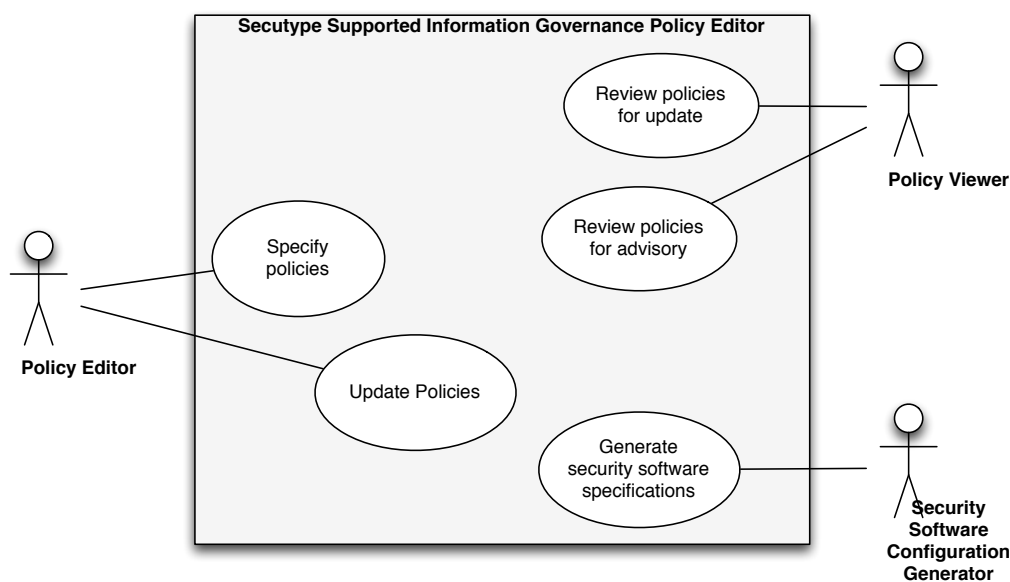 Secutype Supported Information Governance Policy Editor
Review policies
for update
Policy Viewer
Review policies
for advisory
Specify
policies
Policy Editor
Update Policies
Generate
security software
specifications
Security
Software
Configuration
Generator